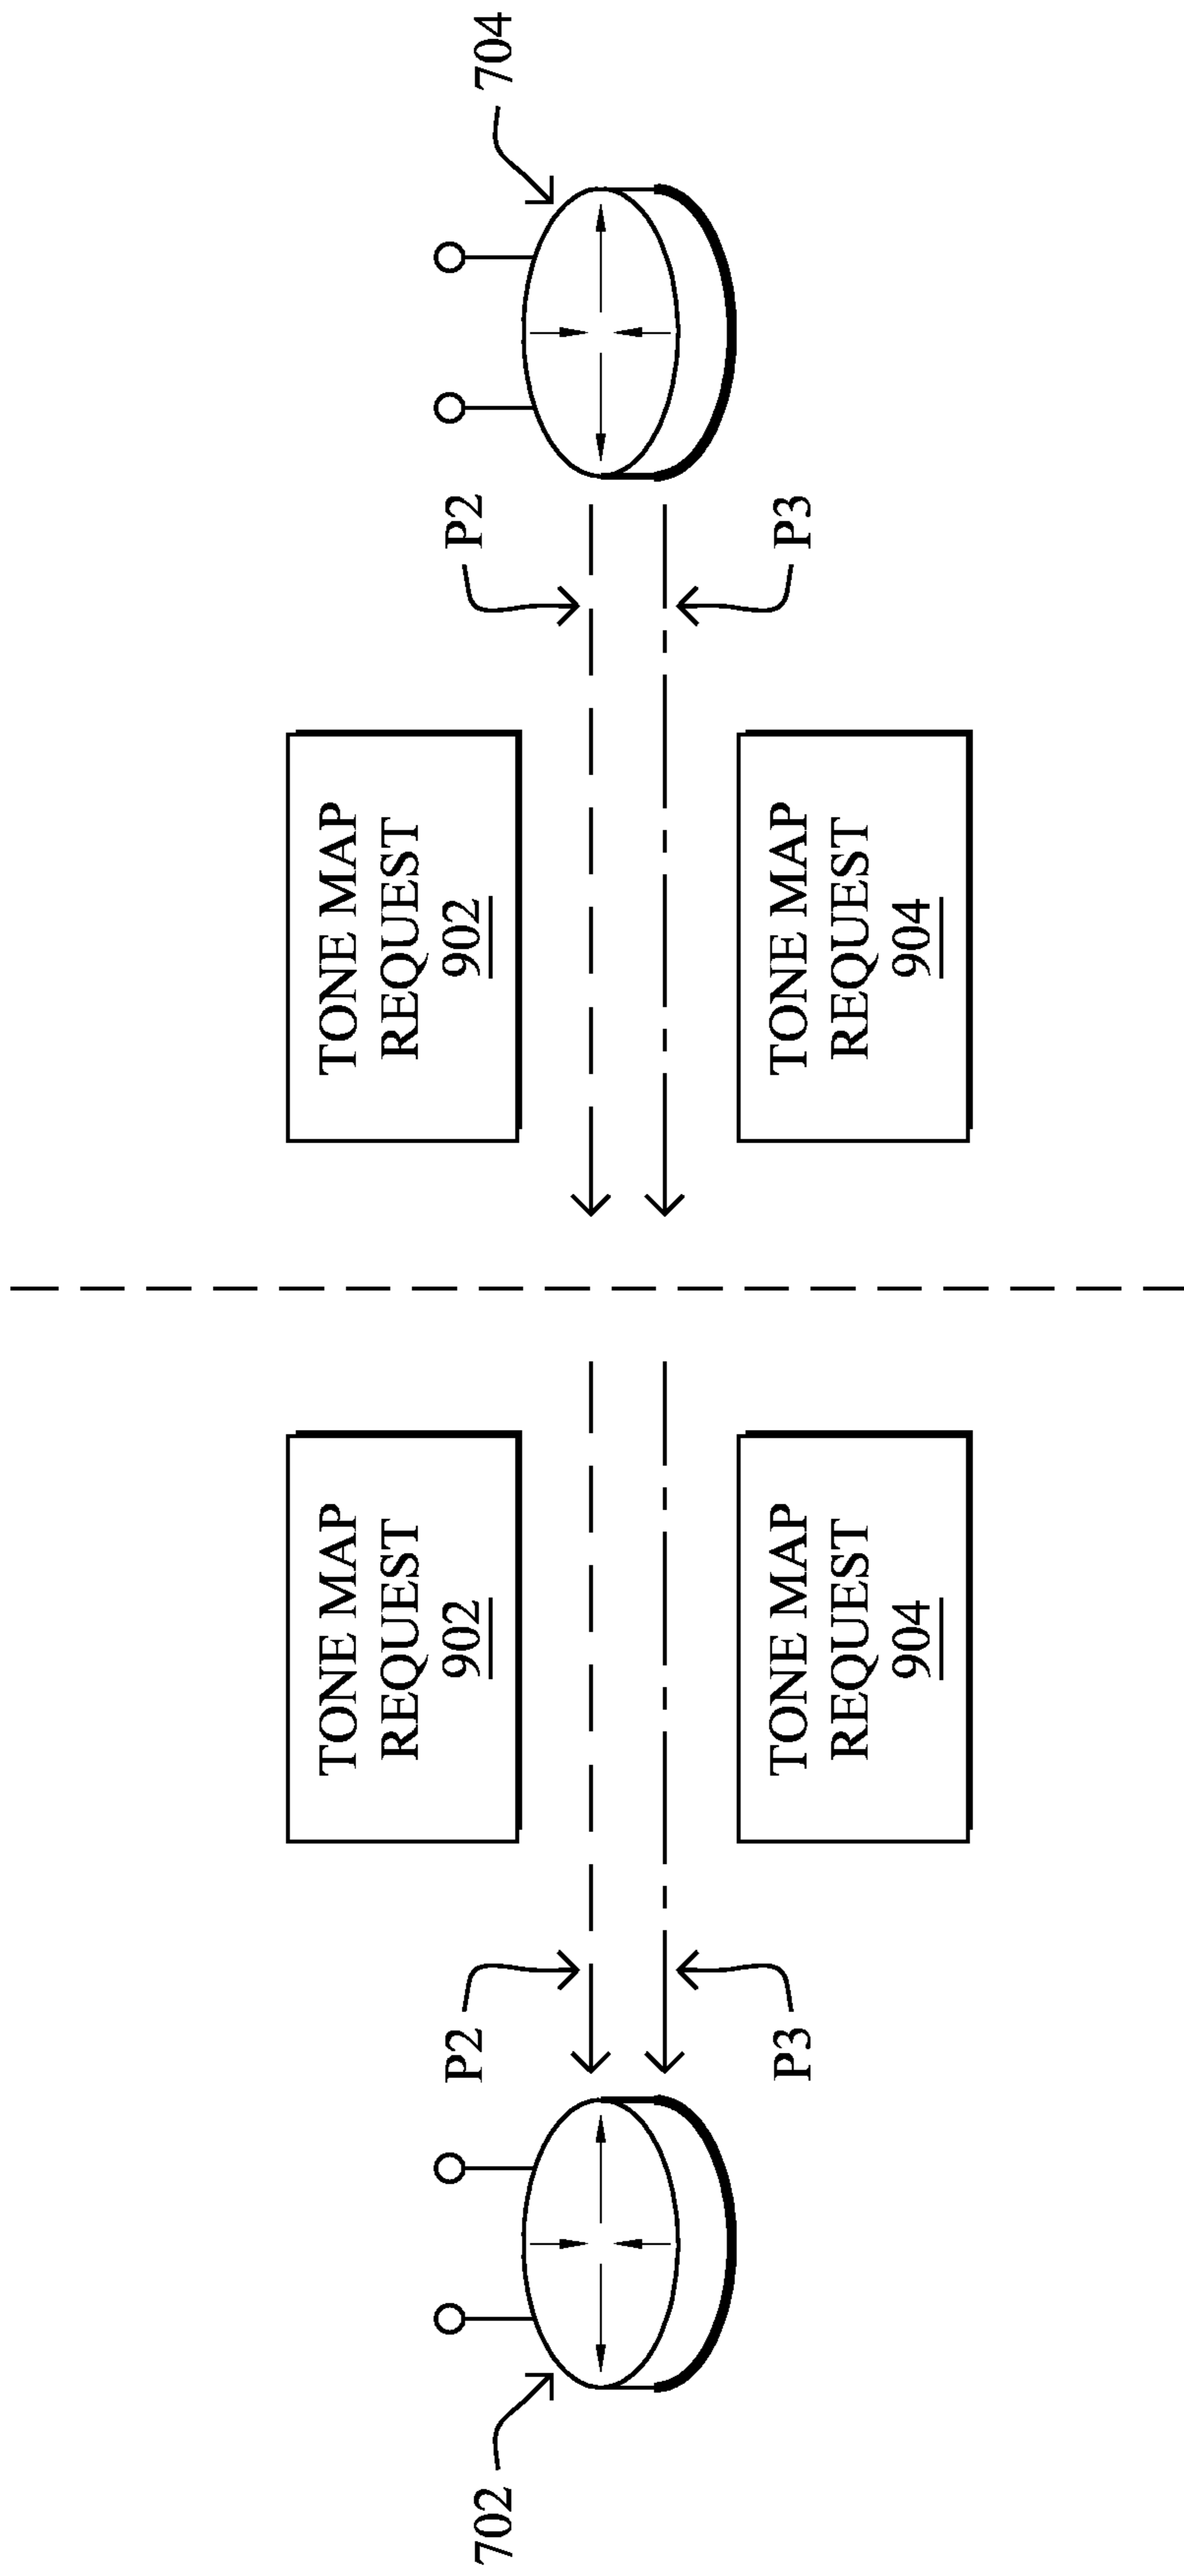 702
P2
P3
TONE MAP
REQUEST
902
TONE MAP
REQUEST
904
TONE MAP
REQUEST
902
TONE MAP
REQUEST
904
P2
P3
704